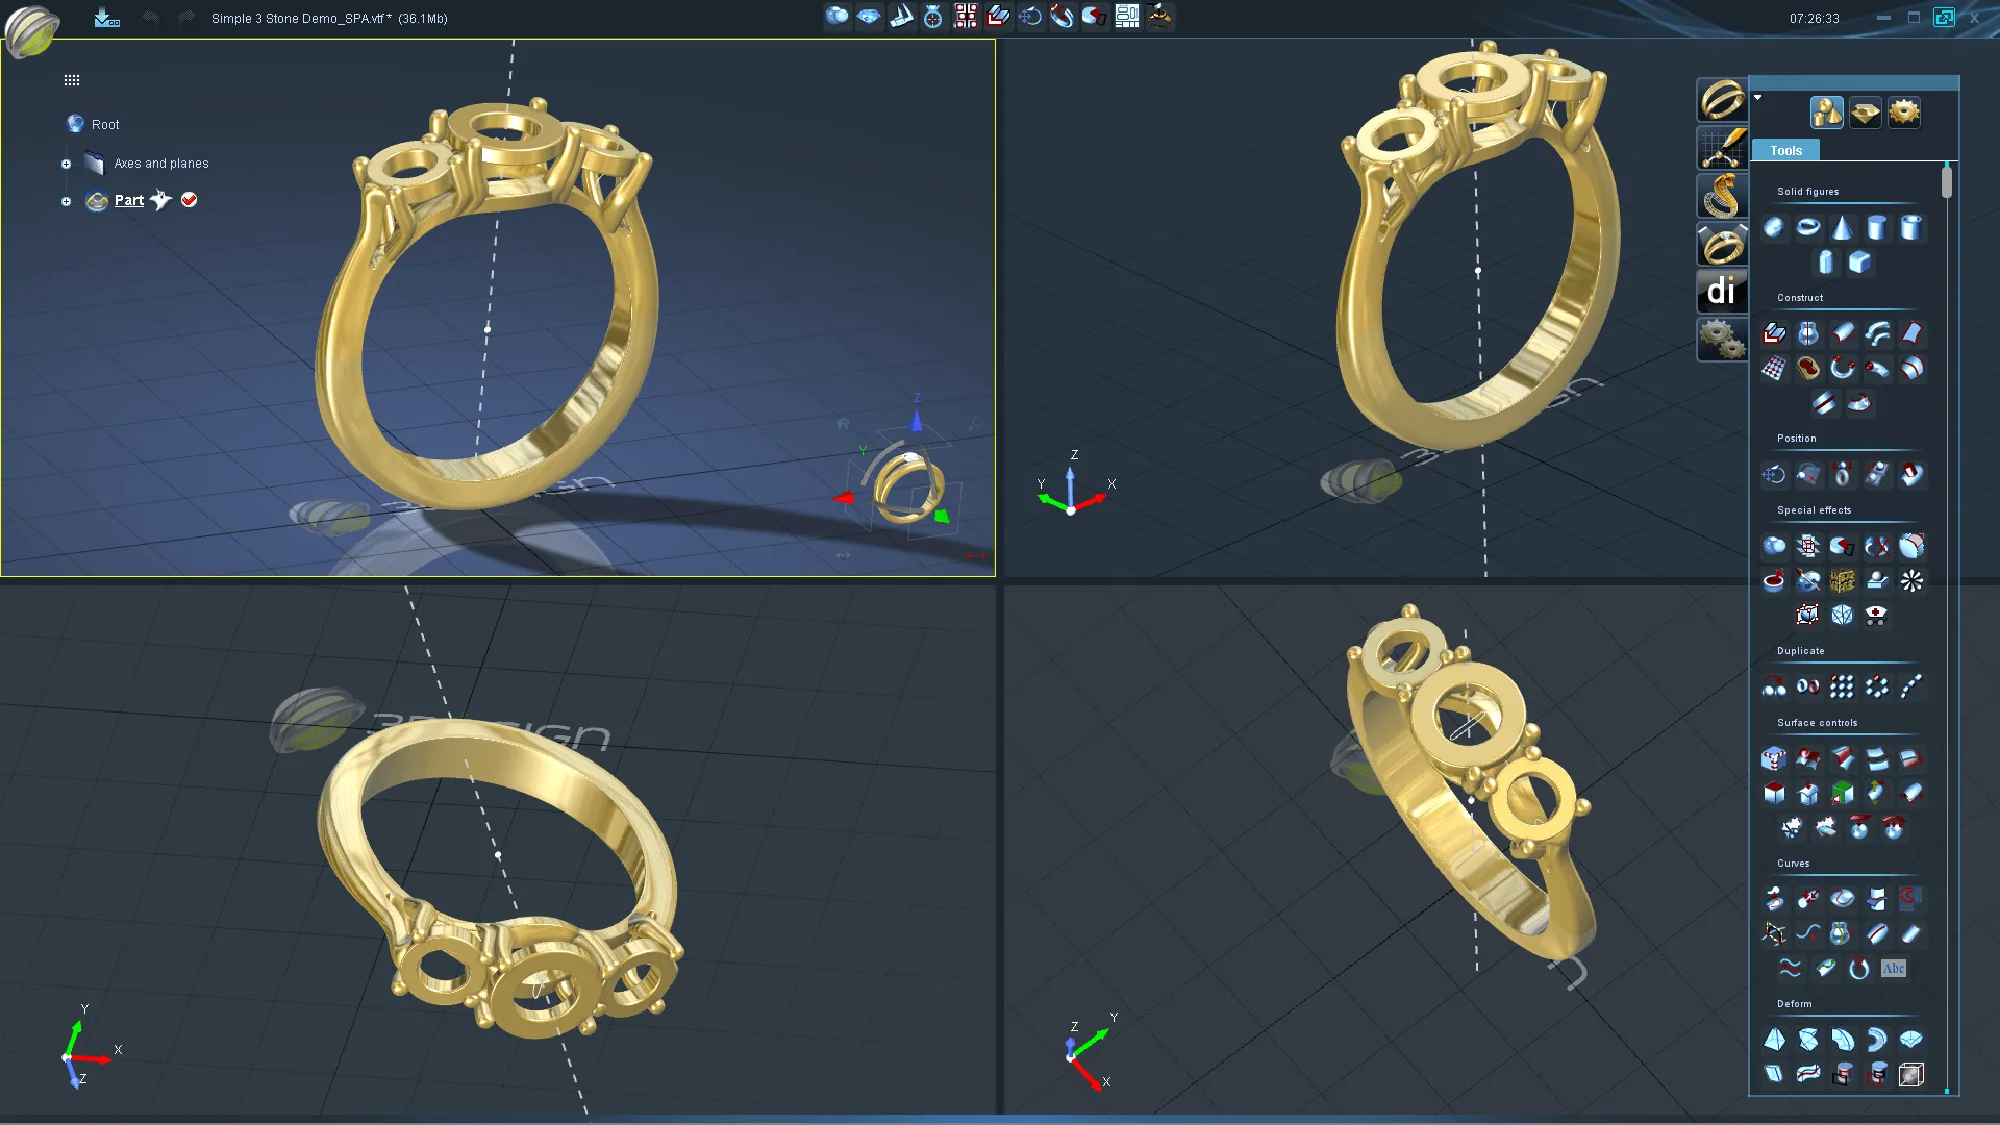 Simple 3 Stone Demo_SPA.vtf * (36.1Mb)
07:26:33
Root
Axes and planes
Part
Tools
Solid figures
Construct
Position
Special effects
Duplicate
Surface controls
Curves
Abc
Deform
di
Z
Y
Z
Y
X
Y
X
Z
Z
Y
X